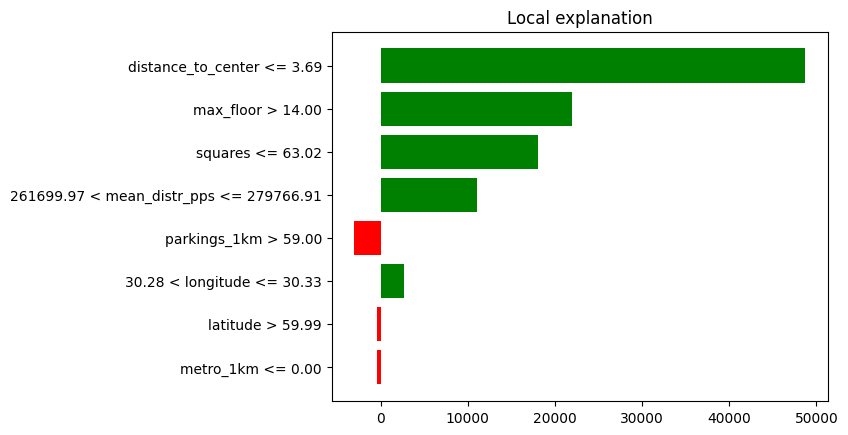 Local explanation
distance_to_center <= 3.69
max_floor > 14.00
squares <= 63.02
261699.97 < mean_distr_pps <= 279766.91
parkings_1km > 59.00
30.28 < longitude <= 30.33
latitude > 59.99
metro_1km <= 0.00
0 10000 20000 30000 40000 50000